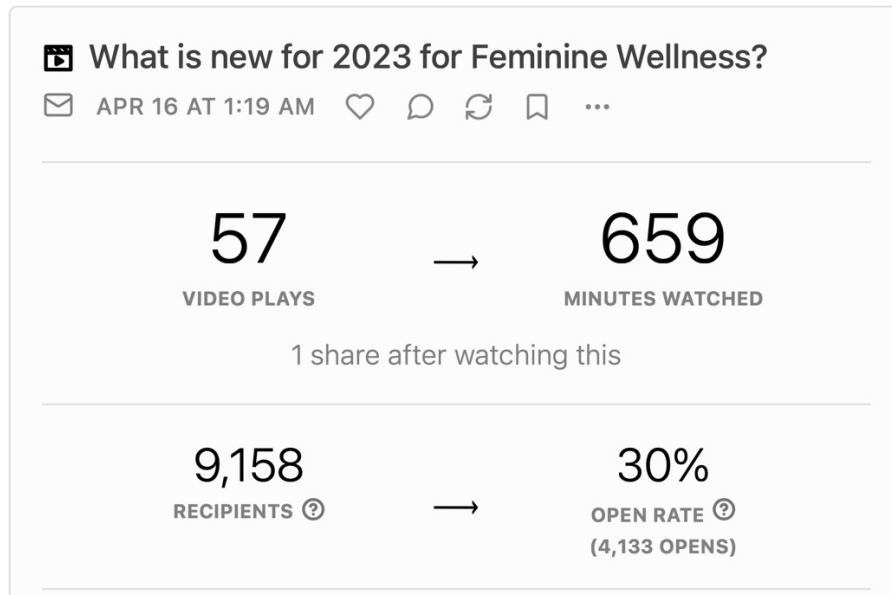 What is new for 2023 for Feminine Wellness?
APR 16 AT 1:19 AM
57
VIDEO PLAYS
659
MINUTES WATCHED
1 share after watching this
9,158
RECIPIENTS
30%
OPEN RATE
(4,133 OPENS)